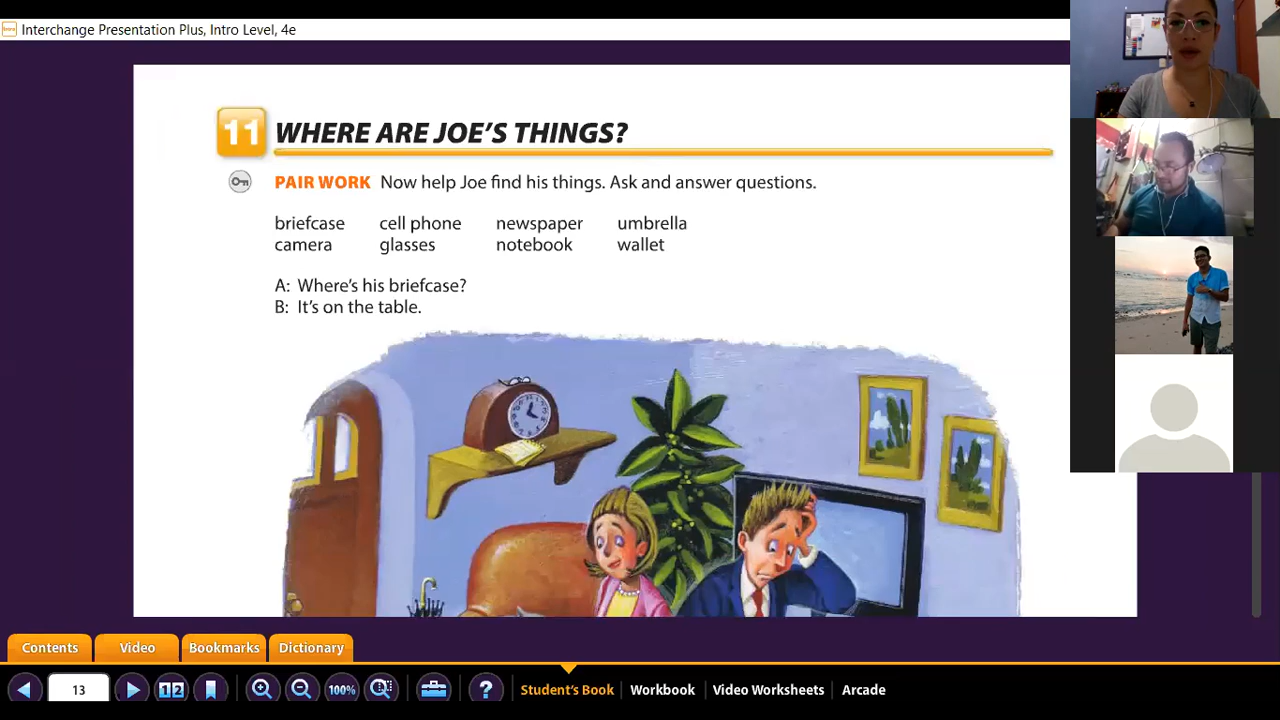 Interchange Presentation Plus, Intro Level, 4e
11 WHERE ARE JOE'S THINGS?
PAIR WORK Now help Joe find his things. Ask and answer questions.
briefcase cell phone newspaper umbrella
camera glasses notebook wallet
A: Where's his briefcase?
B: It's on the table.
Contents Video Bookmarks Dictionary
13 12 100% ? Student's Book Workbook Video Worksheets Arcade